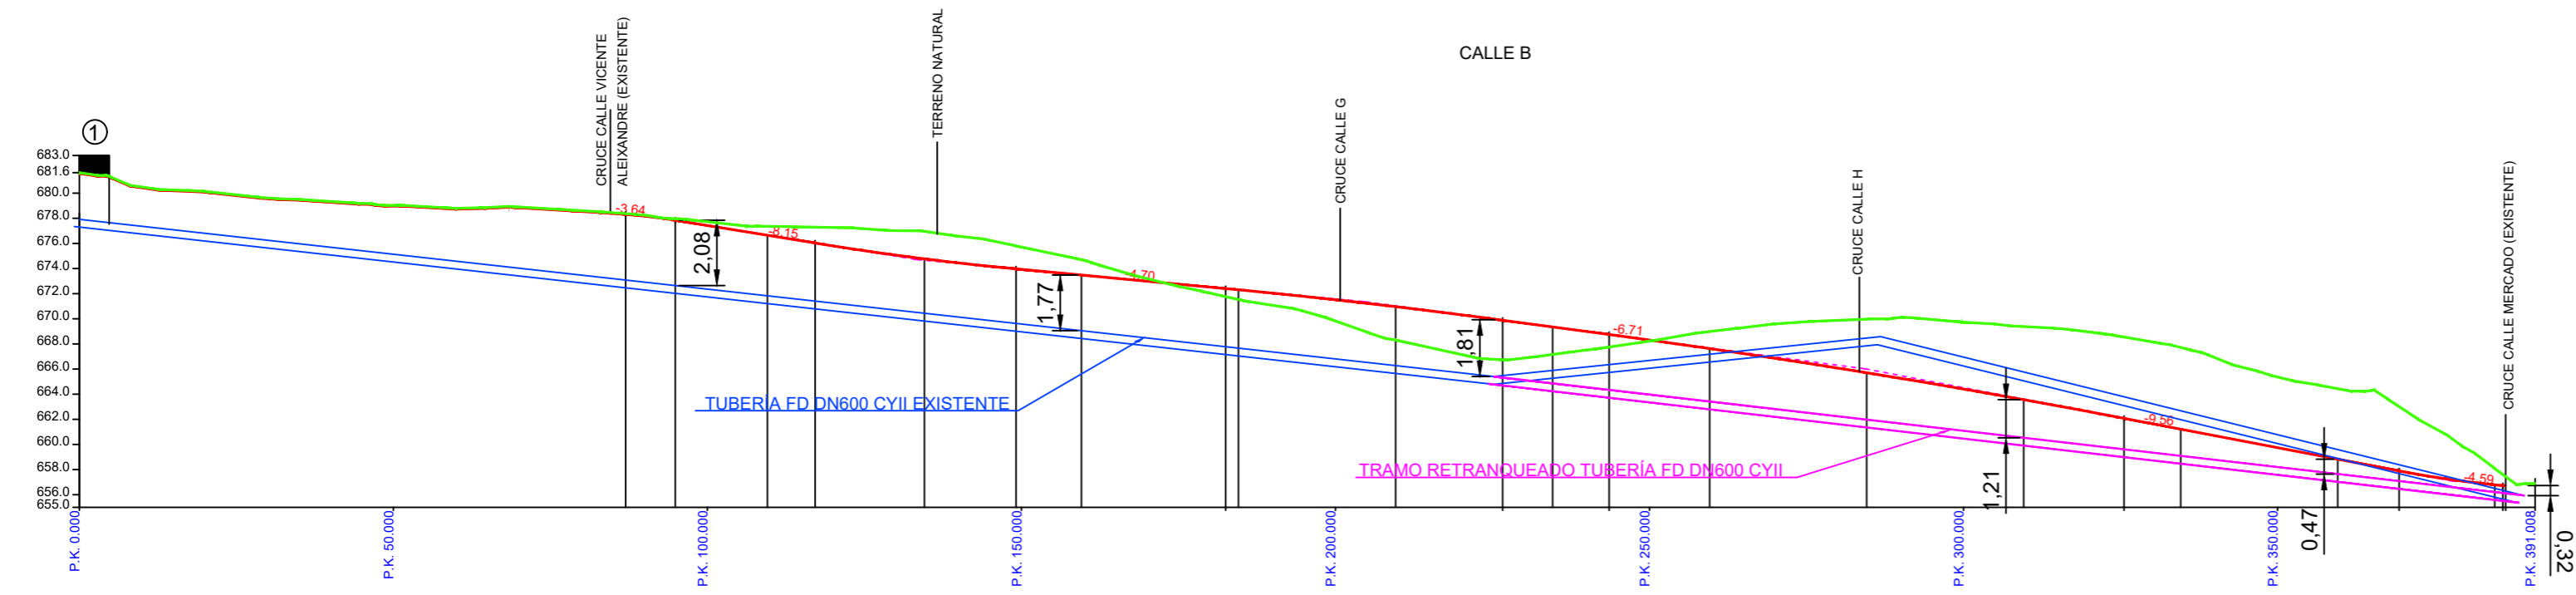 CALLE B
1
CRUCE CALLE VICENTE
ALEIXANDRE (EXISTENTE)
TERRENO NATURAL
CRUCE CALLE G
CRUCE CALLE H
CRUCE CALLE MERCADO (EXISTENTE)
683.0
681.6
680.0
678.0
676.0
674.0
672.0
670.0
668.0
666.0
664.0
662.0
660.0
658.0
656.0
655.0
-3.64
-8.15
-4.70
-6.71
-9.56
-4.59
2,08
1,77
1,81
1,21
0,47
0,32
TUBERÍA FD DN600 CYII EXISTENTE
TRAMO RETRANQUEADO TUBERÍA FD DN600 CYII
P.K. 0.000
P.K. 50.000
P.K. 100.000
P.K. 150.000
P.K. 200.000
P.K. 250.000
P.K. 300.000
P.K. 350.000
P.K. 391.008